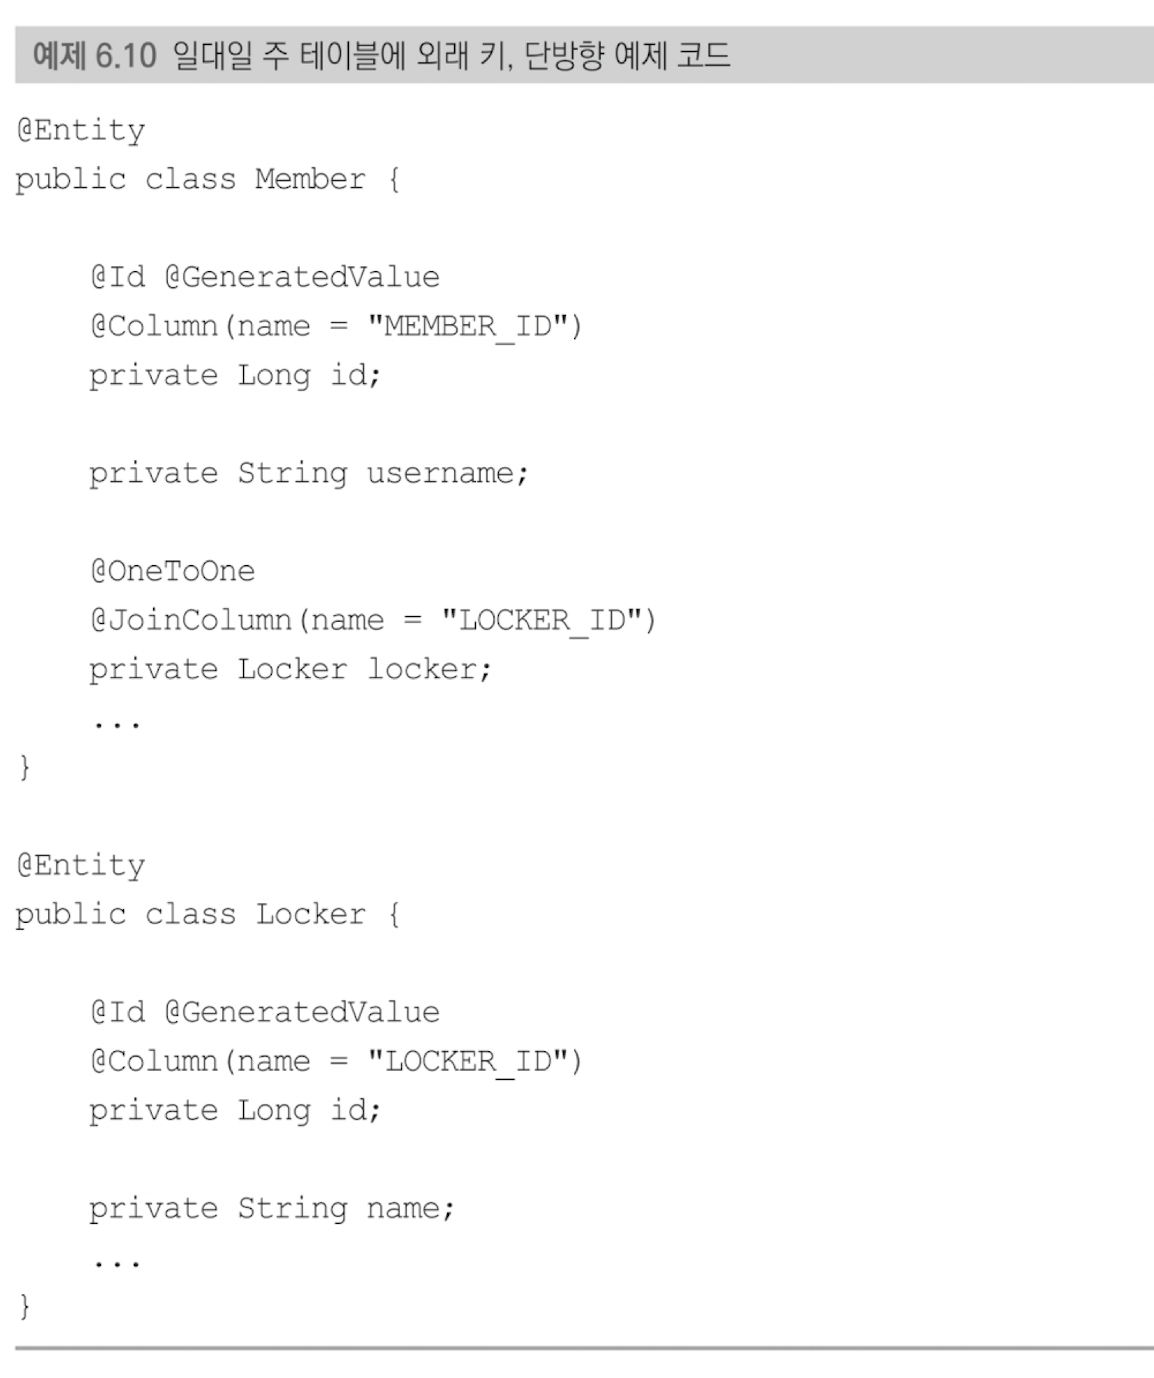 예제 6.10 일대일 주 테이블에 외래 키, 단방향 예제 코드
@Entity
public class Member {
@Id @GeneratedValue
@Column(name = "MEMBER_ID")
private Long id;
private String username;
@OneToOne
@JoinColumn(name = "LOCKER_ID")
private Locker locker;
...
}
@Entity
public class Locker {
@Id @GeneratedValue
@Column(name = "LOCKER_ID")
private Long id;
private String name;
...
}